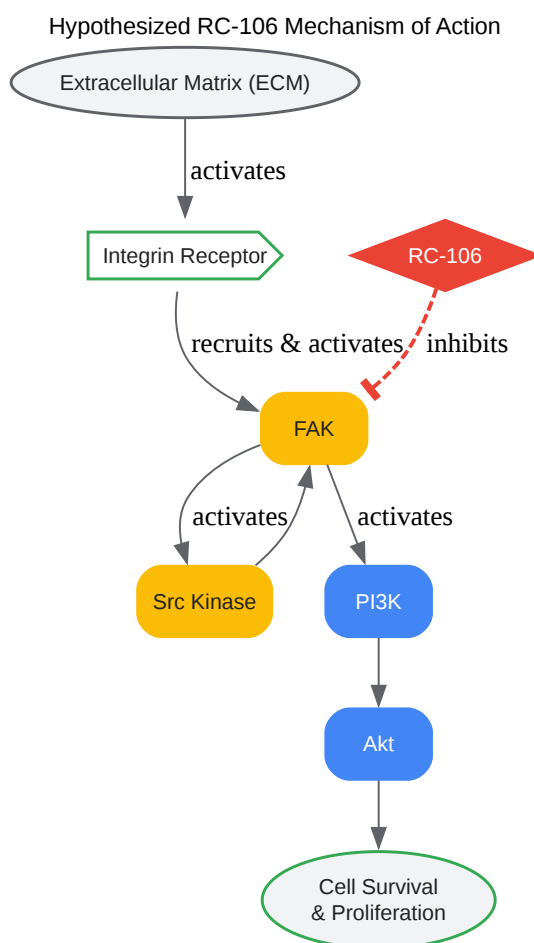 Hypothesized RC-106 Mechanism of Action
Extracellular Matrix (ECM)
activates
Integrin Receptor
RC-106
recruits & activates
inhibits
FAK
activates
activates
Src Kinase
PI3K
Akt
Cell Survival
& Proliferation